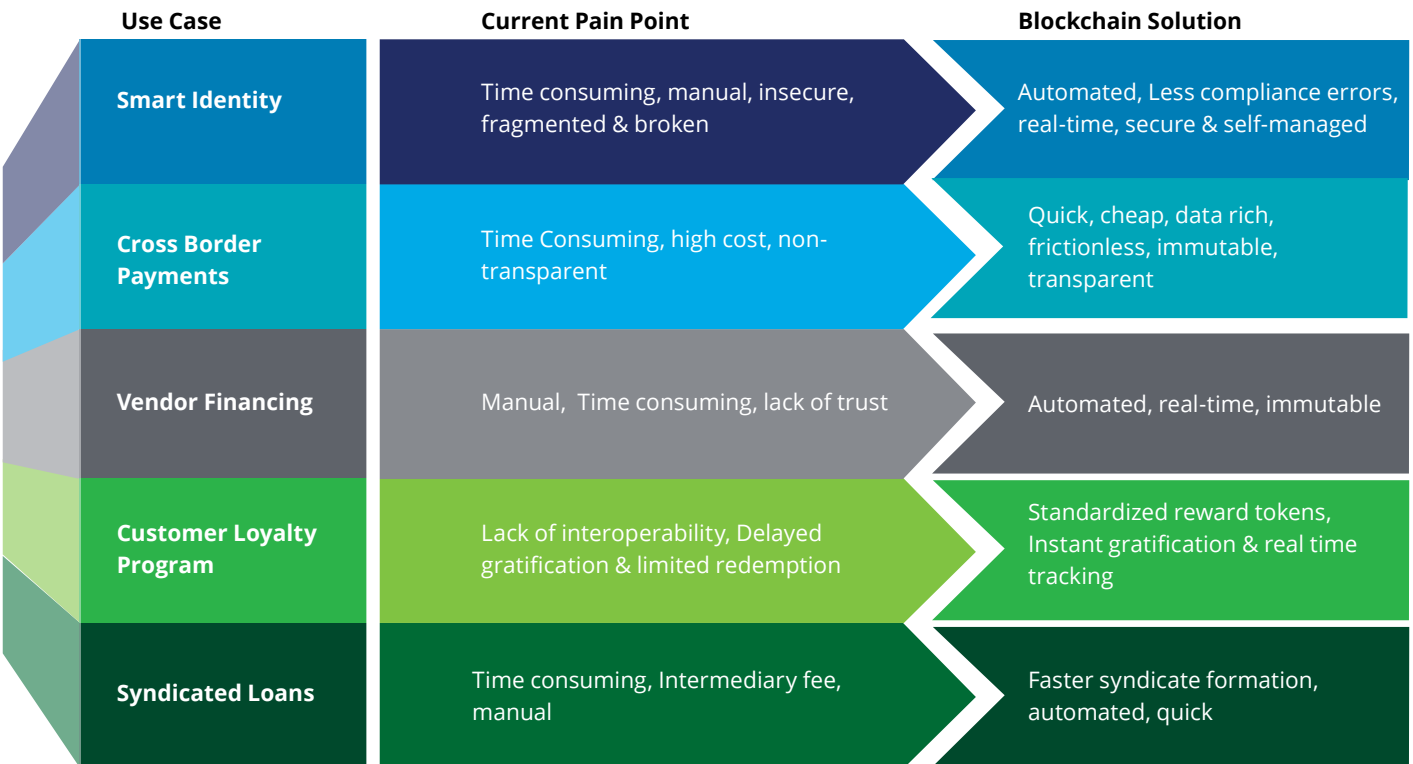 Use Case
Current Pain Point
Blockchain Solution
Smart Identity
Time consuming, manual, insecure,
fragmented & broken
Automated, Less compliance errors,
real-time, secure & self-managed
Cross Border
Payments
Time Consuming, high cost, non-
transparent
Quick, cheap, data rich,
frictionless, immutable,
transparent
Vendor Financing
Manual,  Time consuming, lack of trust
Automated, real-time, immutable
Customer Loyalty
Program
Lack of interoperability, Delayed
gratification & limited redemption
Standardized reward tokens,
Instant gratification & real time
tracking
Syndicated Loans
Time consuming, Intermediary fee,
manual
Faster syndicate formation,
automated, quick